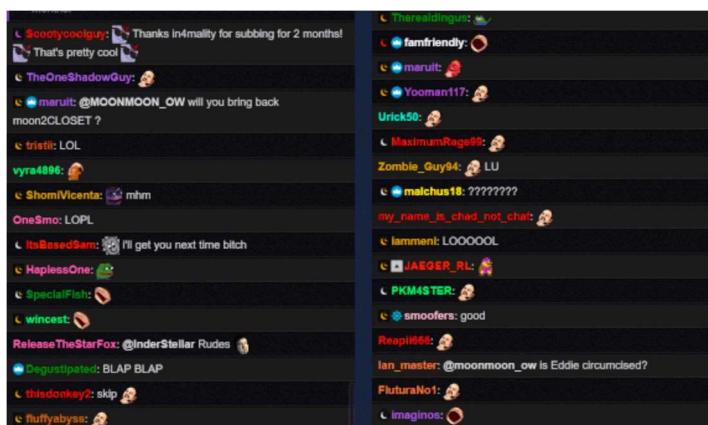 Scootycoolguy: Thanks in4mality for subbing for 2 months!
That's pretty cool
TheOneShadowGuy:
maruit: @MOONMOON_OW will you bring back
moon2CLOSET ?
tristii: LOL
vyra4896:
ShomiVicenta: mhm
OneSmo: LOPL
ItsBasedSam: I'll get you next time bitch
HaplessOne:
SpecialFish:
wincest:
ReleaseTheStarFox: @InderStellar Rudes
Degustipated: BLAP BLAP
thisdonkey2: skip
fluffyabyss:
Therealdingus:
famfriendly:
maruit:
Yooman117:
Urick50:
MaximumRage99:
Zombie_Guy94: LU
malchus18: ????????
my_name_is_chad_not_chat:
iammeni: LOOOOOL
JAEGER_RL:
PKM4STER:
smoofers: good
Reapii666:
Ian_master: @moonmoon_ow is Eddie circumcised?
FluturaNo1:
imaginos: